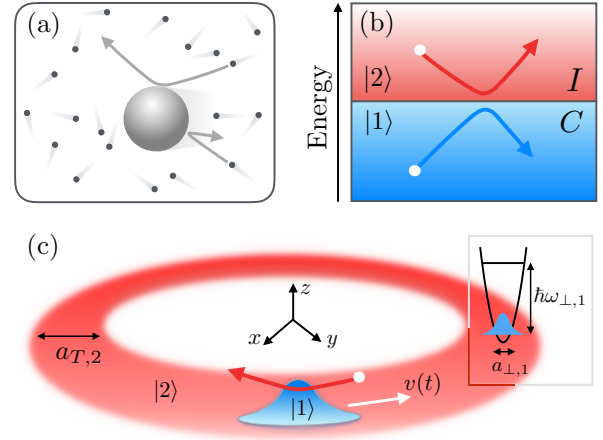 (a)
Energy
(b)
|2⟩
I
|1⟩
C
(c)
z
x
y
a_{T,2}
|2⟩
|1⟩
v(t)
ħω_{⊥,1}
a_{⊥,1}